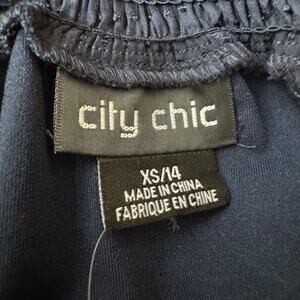 city chic
XS/14
MADE IN CHINA
FABRIQUE EN CHINE